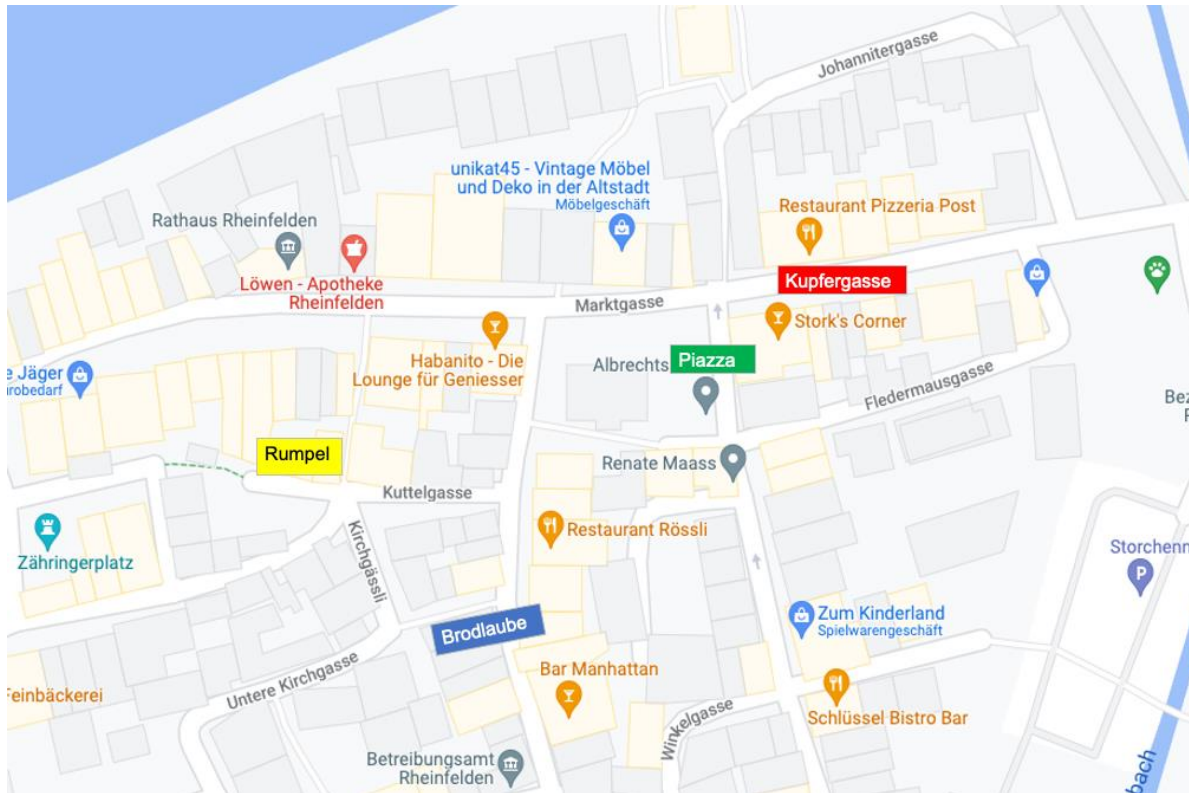 Johannitergasse
unikat45 - Vintage Möbel
und Deko in der Altstadt
Möbelgeschäft
Rathaus Rheinfelden
Restaurant Pizzeria Post
Löwen - Apotheke
Rheinfelden
Kupfergasse
Marktgasse
Stork's Corner
Habanito - Die
Lounge für Geniesser
Albrechts
Piazza
e Jäger
robedarf
Fledermausgasse
Bez
Rumpel
Renate Maass
Kuttelgasse
Restaurant Rössli
Kirchgässli
Zähringerplatz
Storchenn
P
Brodlaube
Zum Kinderland
Spielwarengeschäft
Untere Kirchgasse
Bar Manhattan
Feinbäckerei
Winkelgasse
Schlüssel Bistro Bar
Betreibungsamt
Rheinfelden
bach